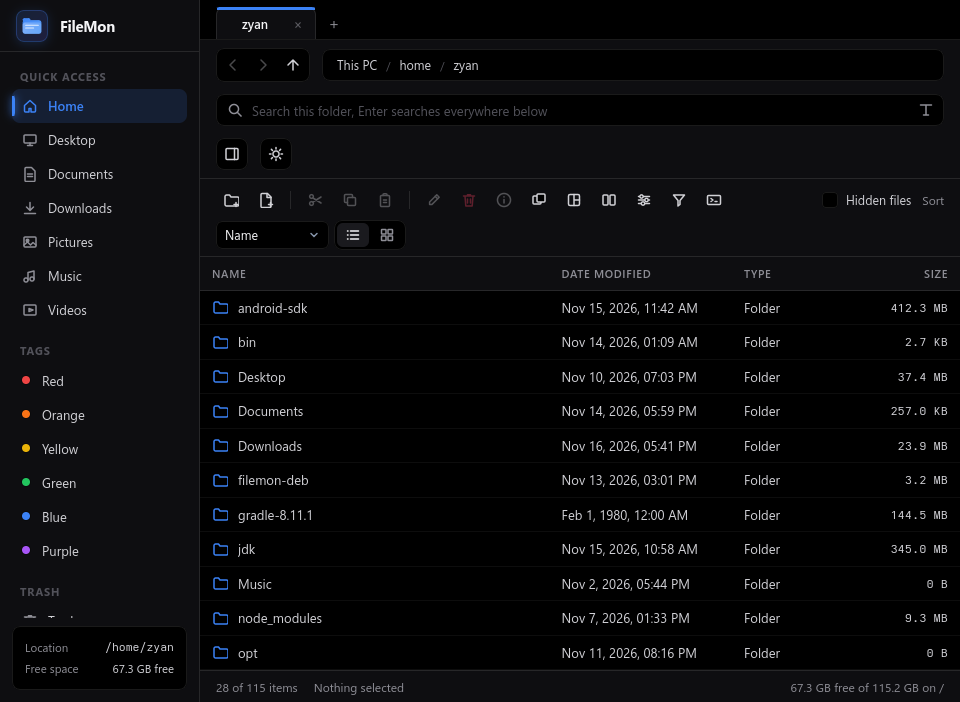 FileMon
QUICK ACCESS
Home
Desktop
Documents
Downloads
Pictures
Music
Videos
TAGS
Red
Orange
Yellow
Green
Blue
Purple
TRASH
Location /home/zyan
Free space 67.3 GB free
zyan × +
This PC / home / zyan
Search this folder, Enter searches everywhere below
Hidden files Sort
Name
NAME DATE MODIFIED TYPE SIZE
android-sdk Nov 15, 2026, 11:42 AM Folder 412.3 MB
bin Nov 14, 2026, 01:09 AM Folder 2.7 KB
Desktop Nov 10, 2026, 07:03 PM Folder 37.4 MB
Documents Nov 14, 2026, 05:59 PM Folder 257.0 KB
Downloads Nov 16, 2026, 05:41 PM Folder 23.9 MB
filemon-deb Nov 13, 2026, 03:01 PM Folder 3.2 MB
gradle-8.11.1 Feb 1, 1980, 12:00 AM Folder 144.5 MB
jdk Nov 15, 2026, 10:58 AM Folder 345.0 MB
Music Nov 2, 2026, 05:44 PM Folder 0 B
node_modules Nov 7, 2026, 01:33 PM Folder 9.3 MB
opt Nov 11, 2026, 08:16 PM Folder 0 B
28 of 115 items Nothing selected 67.3 GB free of 115.2 GB on /